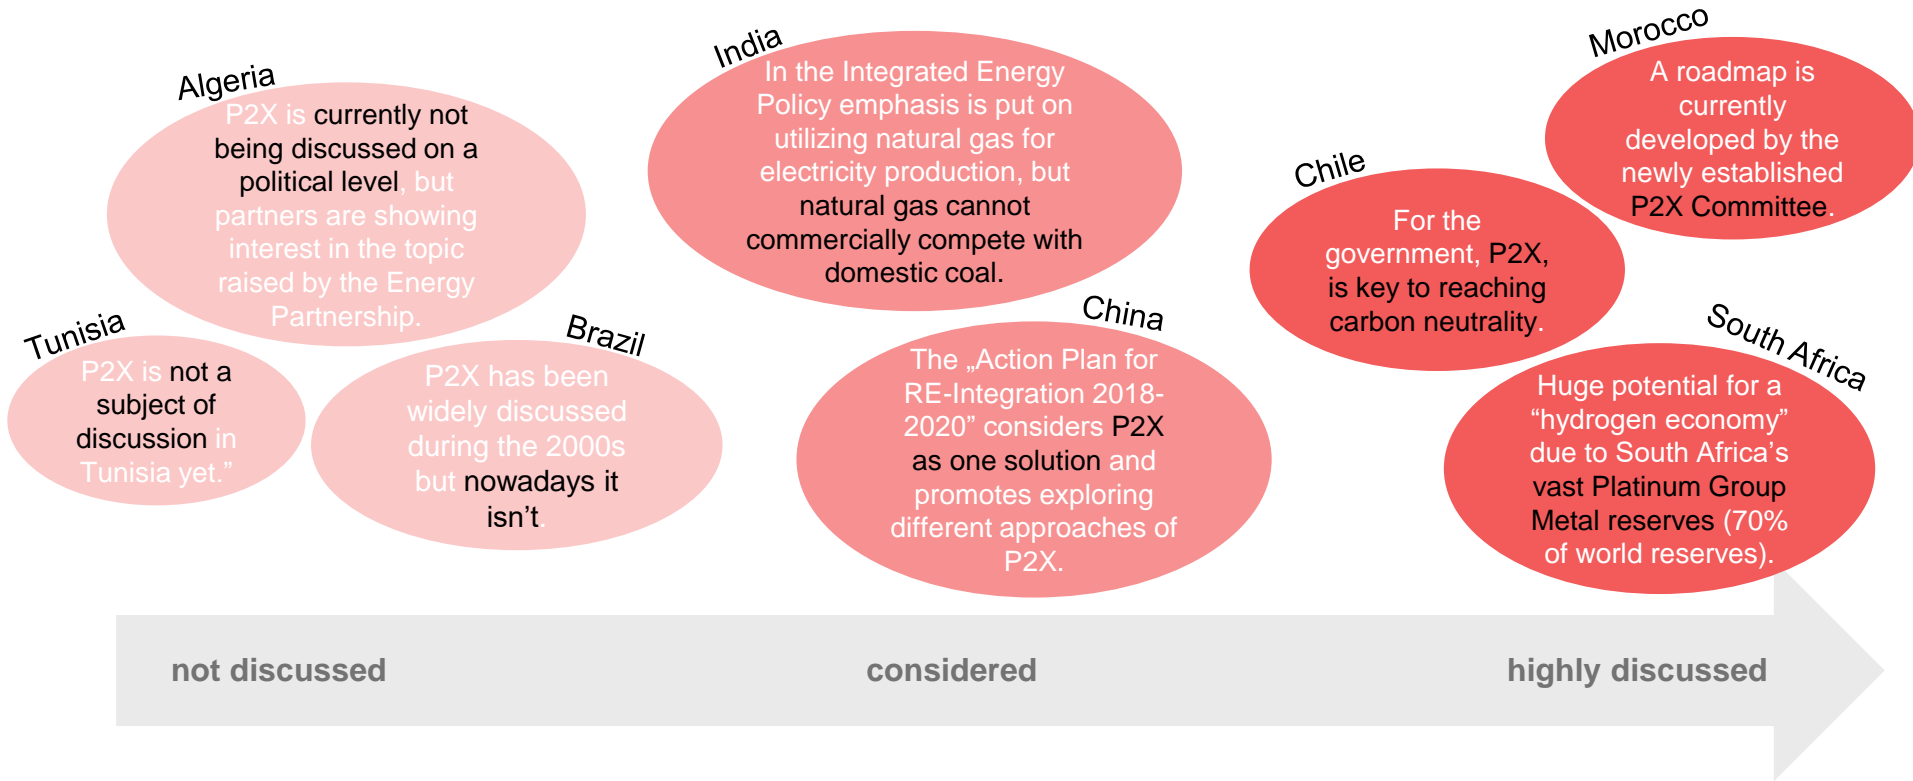 Algeria
P2X is currently not
being discussed on a
political level, but
partners are showing
interest in the topic
raised by the Energy
Partnership.
Tunisia
P2X is not a
subject of
discussion in
Tunisia yet.”
Brazil
P2X has been
widely discussed
during the 2000s
but nowadays it
isn’t.
India
In the Integrated Energy
Policy emphasis is put on
utilizing natural gas for
electricity production, but
natural gas cannot
commercially compete with
domestic coal.
China
The „Action Plan for
RE-Integration 2018-
2020” considers P2X
as one solution and
promotes exploring
different approaches of
P2X.
Chile
For the
government, P2X,
is key to reaching
carbon neutrality.
Morocco
A roadmap is
currently
developed by the
newly established
P2X Committee.
South Africa
Huge potential for a
“hydrogen economy”
due to South Africa’s
vast Platinum Group
Metal reserves (70%
of world reserves).
not discussed
considered
highly discussed